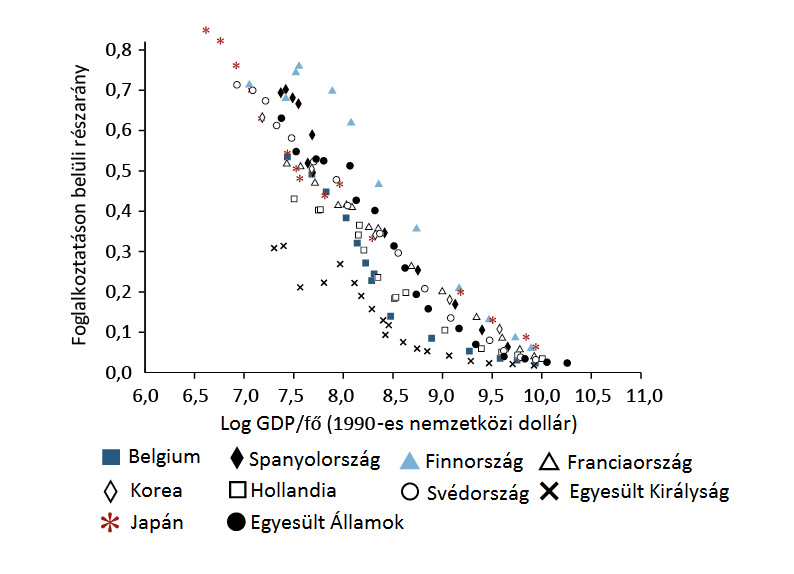 Foglalkoztatáson belüli részarány
0,8
0,7
0,6
0,5
0,4
0,3
0,2
0,1
0,0
6,0 6,5 7,0 7,5 8,0 8,5 9,0 9,5 10,0 10,5 11,0
Log GDP/fő (1990-es nemzetközi dollár)
Belgium Spanyolország Finnország Franciaország
Korea Hollandia Svédország Egyesült Királyság
Japán Egyesült Államok